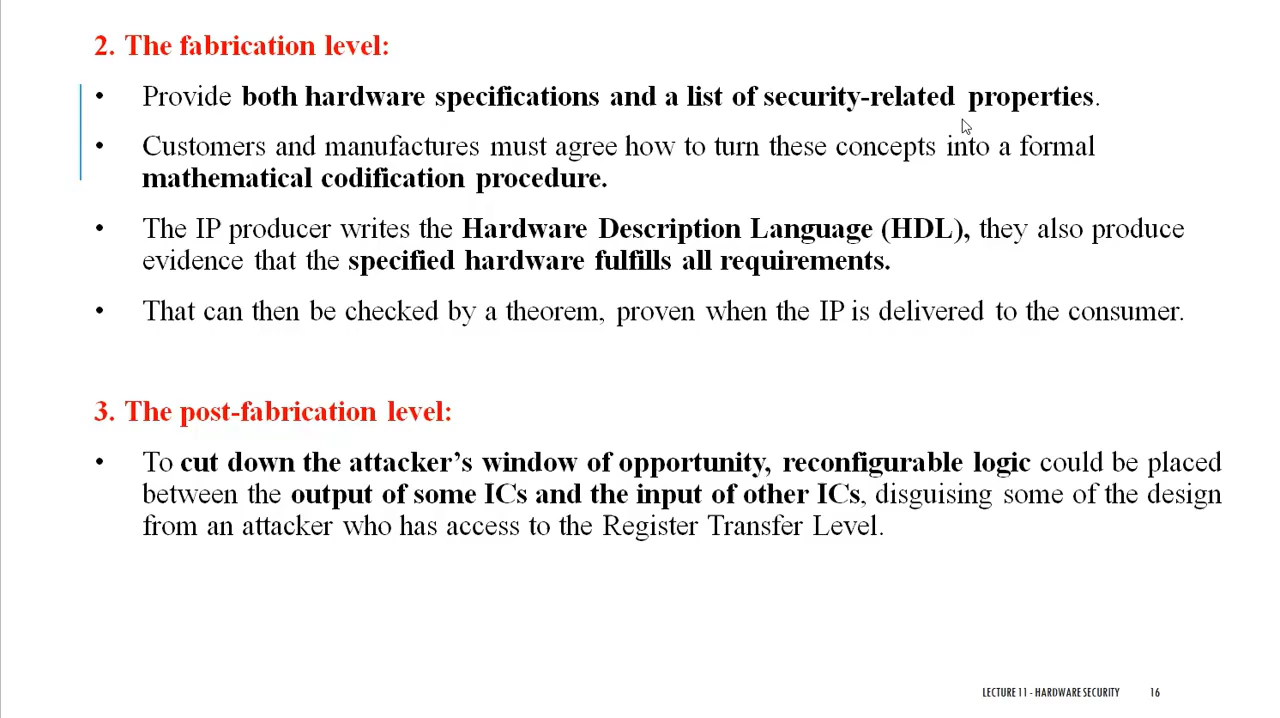 2. The fabrication level:
• Provide both hardware specifications and a list of security-related properties.
• Customers and manufactures must agree how to turn these concepts into a formal
mathematical codification procedure.
• The IP producer writes the Hardware Description Language (HDL), they also produce
evidence that the specified hardware fulfills all requirements.
• That can then be checked by a theorem, proven when the IP is delivered to the consumer.
3. The post-fabrication level:
• To cut down the attacker’s window of opportunity, reconfigurable logic could be placed
between the output of some ICs and the input of other ICs, disguising some of the design
from an attacker who has access to the Register Transfer Level.
LECTURE 11 - HARDWARE SECURITY 16